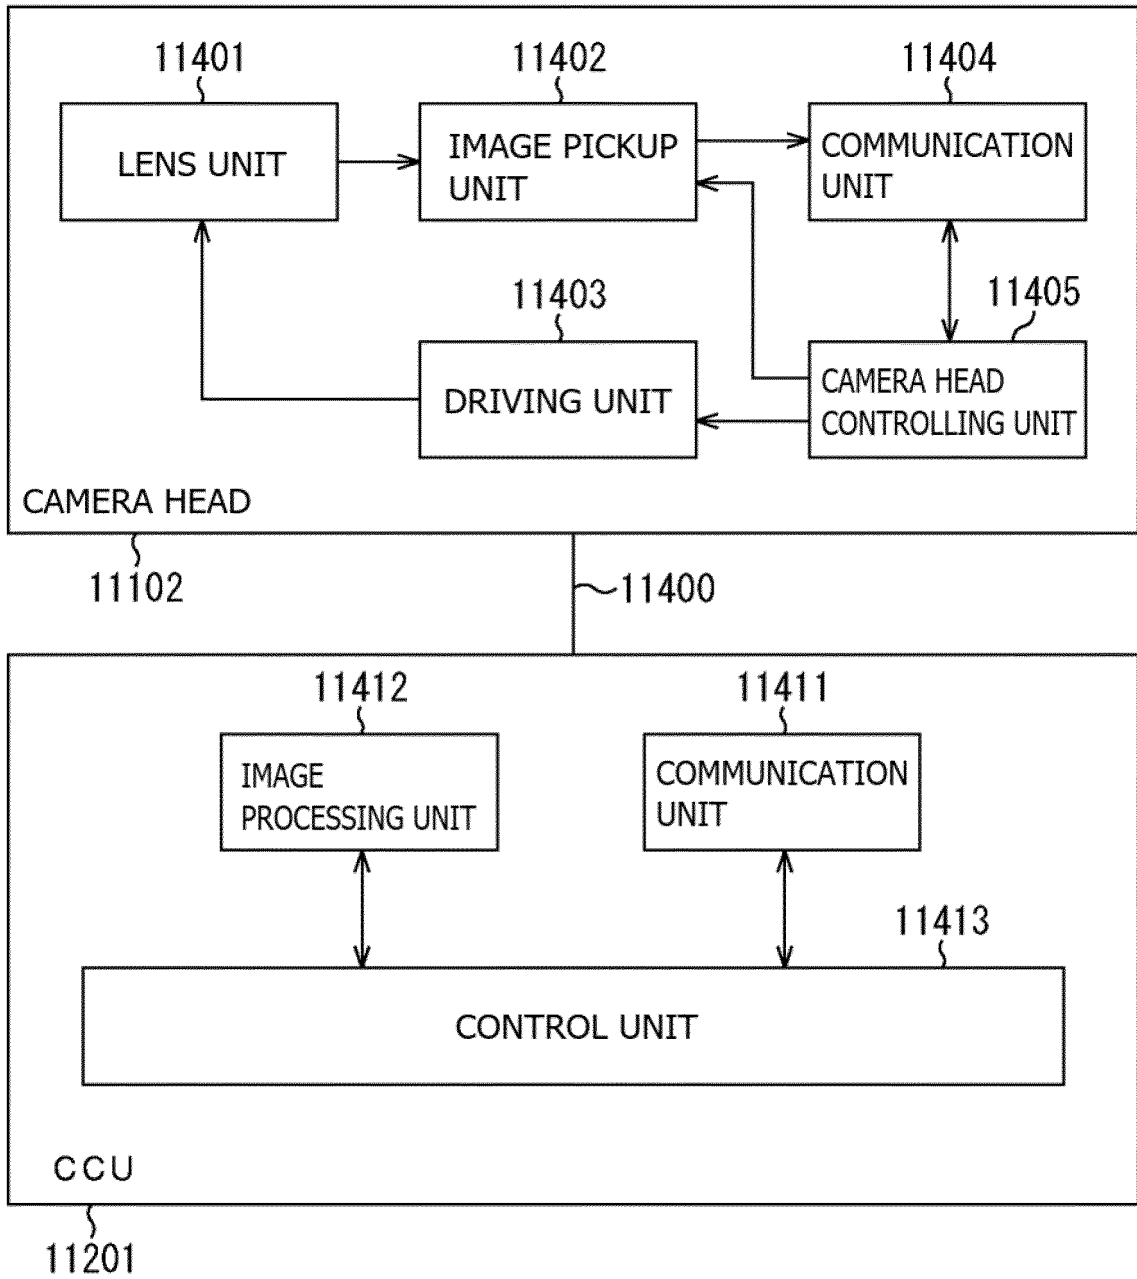 11401
11402
11404
LENS UNIT
IMAGE PICKUP
UNIT
COMMUNICATION
UNIT
11403
11405
DRIVING UNIT
CAMERA HEAD
CONTROLLING UNIT
CAMERA HEAD
11102
11400
11412
11411
IMAGE
PROCESSING UNIT
COMMUNICATION
UNIT
11413
CONTROL UNIT
CCU
11201